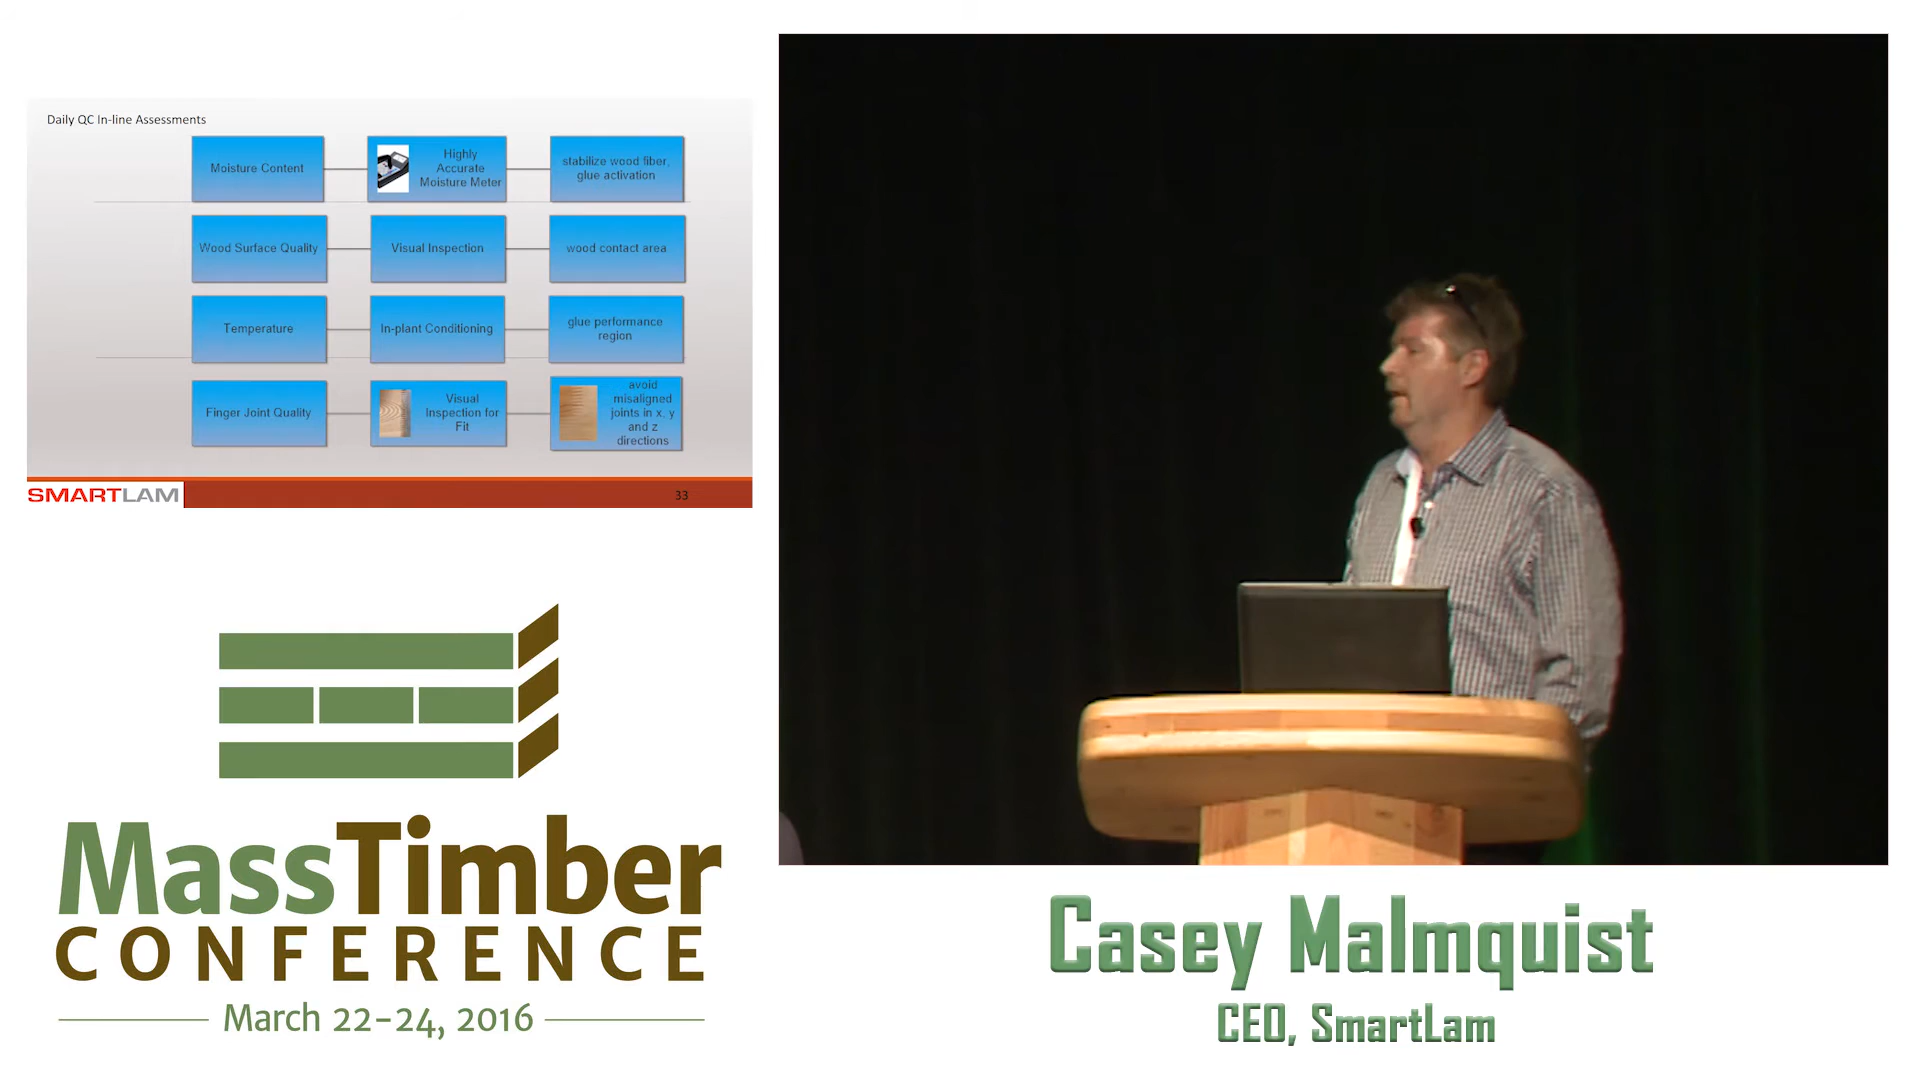 Daily QC In-line Assessments
Moisture Content
Highly
Accurate
Moisture Meter
stabilize wood fiber,
glue activation
Wood Surface Quality
Visual Inspection
wood contact area
Temperature
In-plant Conditioning
glue performance
region
Finger Joint Quality
Visual
Inspection for
Fit
avoid
misaligned
joints in x, y
and z
directions
SMARTLAM
33
MassTimber
CONFERENCE
March 22-24, 2016
Casey Malmquist
CEO, SmartLam